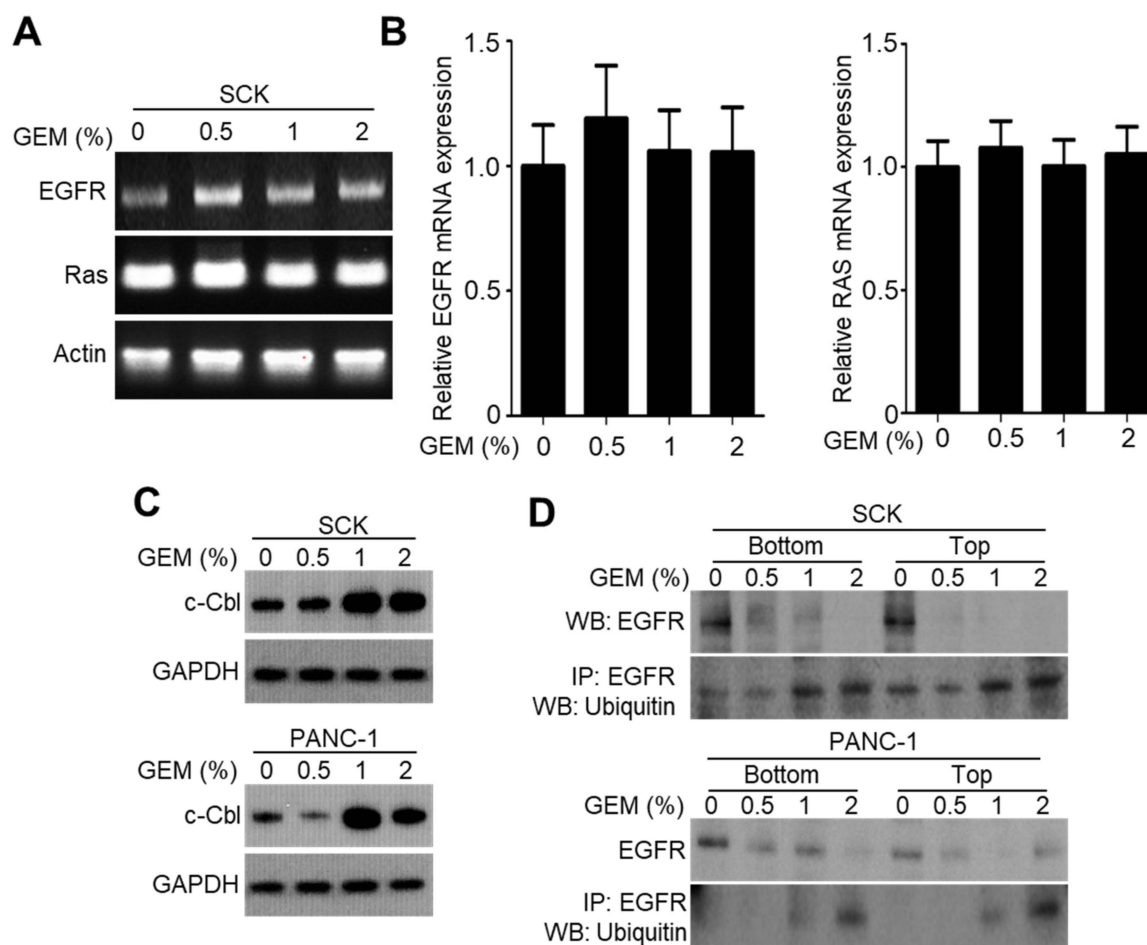 A
SCK
GEM (%) 0 0.5 1 2
EGFR
Ras
Actin
B
Relative EGFR mRNA expression
1.5
1.0
0.5
0
GEM (%) 0 0.5 1 2
Relative RAS mRNA expression
1.5
1.0
0.5
0
GEM (%) 0 0.5 1 2
C
SCK
GEM (%) 0 0.5 1 2
c-Cbl
GAPDH
PANC-1
GEM (%) 0 0.5 1 2
c-Cbl
GAPDH
D
SCK
Bottom Top
GEM (%) 0 0.5 1 2 0 0.5 1 2
WB: EGFR
IP: EGFR
WB: Ubiquitin
PANC-1
Bottom Top
GEM (%) 0 0.5 1 2 0 0.5 1 2
EGFR
IP: EGFR
WB: Ubiquitin